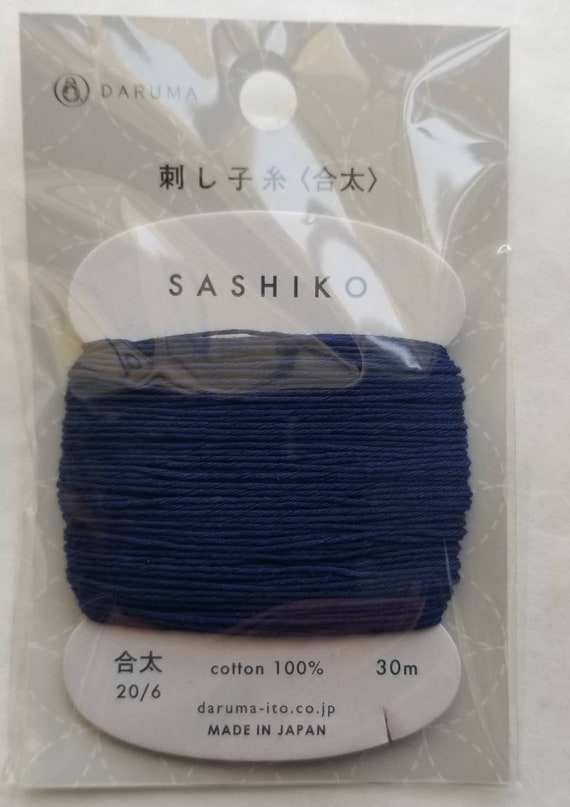 DARUMA
刺し子糸〈合太〉
SASHIKO
合太
20/6
cotton 100%
30m
daruma-ito.co.jp
MADE IN JAPAN